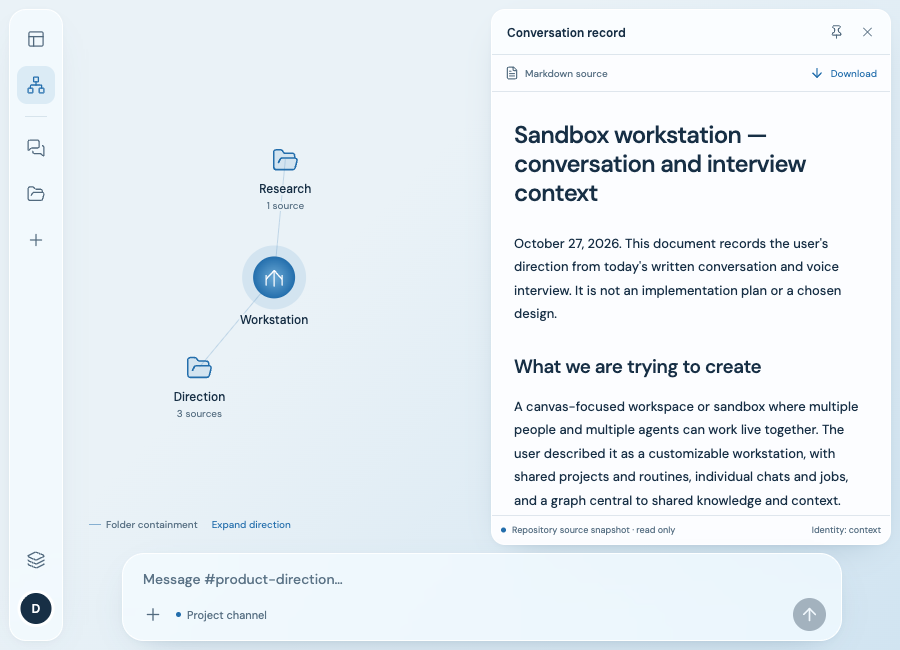 Conversation record
Markdown source
Download
Sandbox workstation —
conversation and interview
context
October 27, 2026. This document records the user's
direction from today's written conversation and voice
interview. It is not an implementation plan or a chosen
design.
What we are trying to create
A canvas-focused workspace or sandbox where multiple
people and multiple agents can work live together. The
user described it as a customizable workstation, with
shared projects and routines, individual chats and jobs,
and a graph central to shared knowledge and context.
Repository source snapshot · read only
Identity: context
Research
1 source
Workstation
Direction
3 sources
Folder containment
Expand direction
Message #product-direction...
Project channel
D